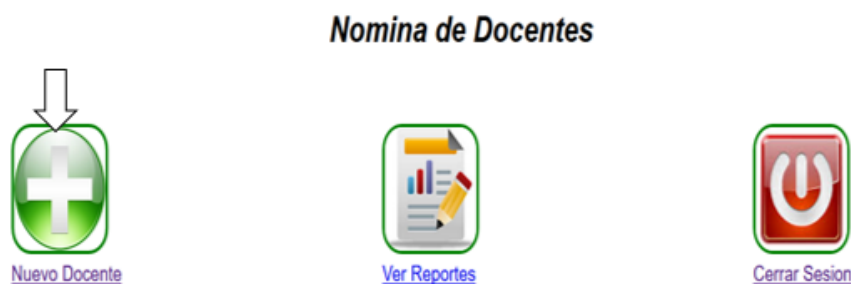 Nomina de Docentes
Nuevo Docente
Ver Reportes
Cerrar Sesion